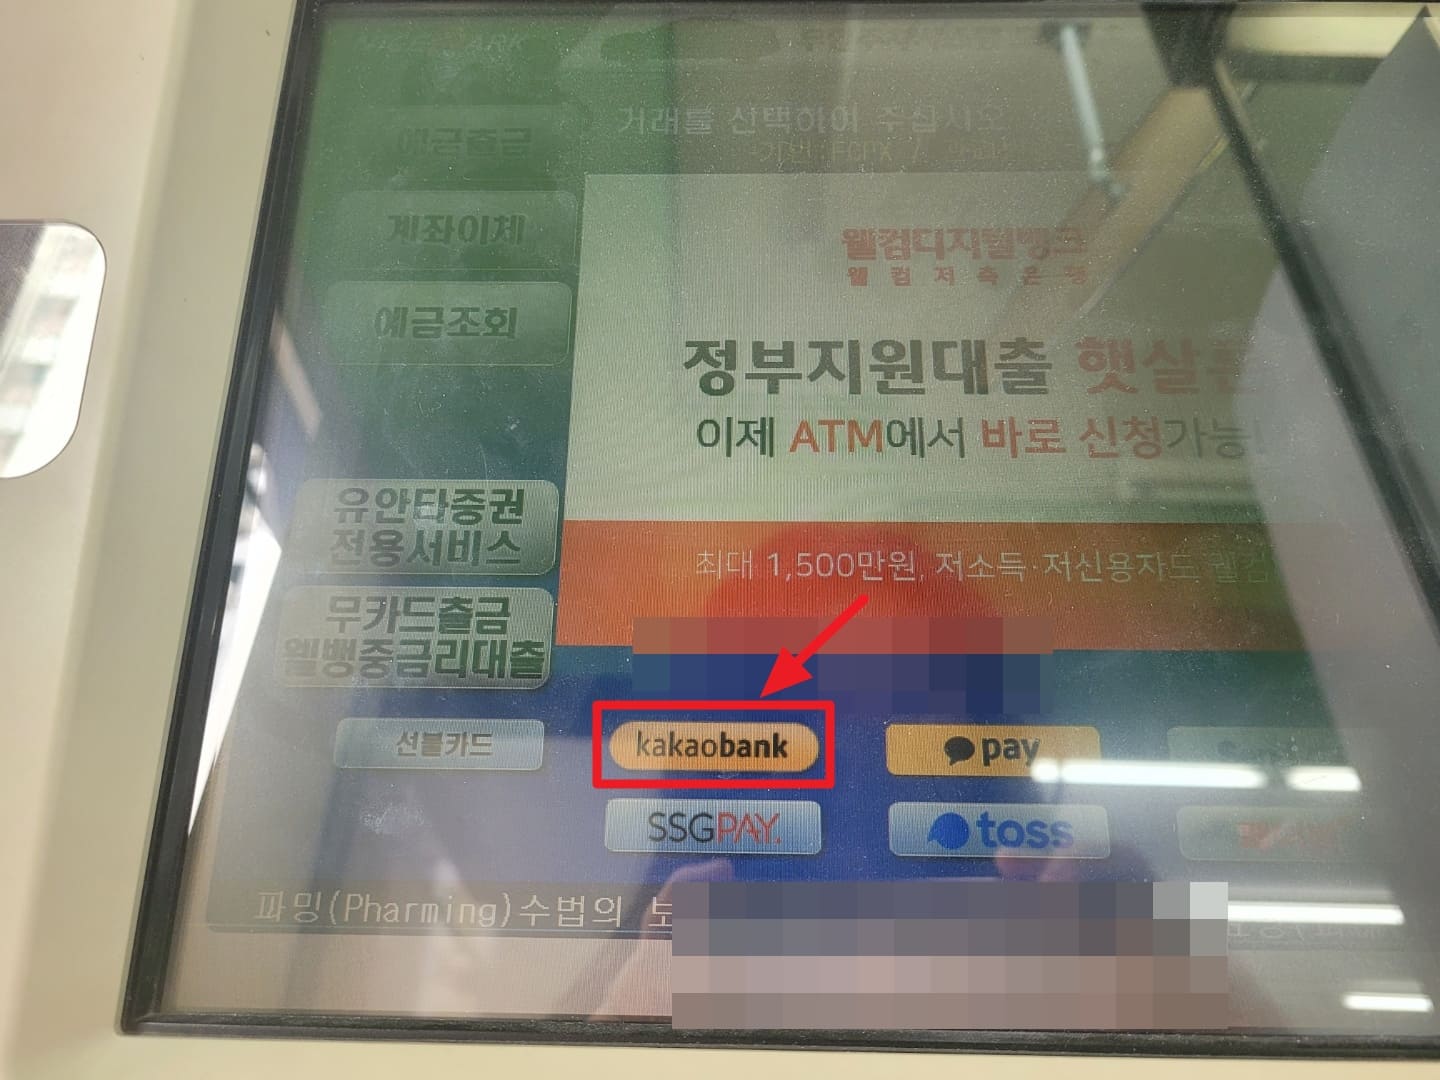 예금출금
거래를 선택하여 주십시오
계좌이체
웰컴디지털뱅크
웰컴저축은행
예금조회
정부지원대출 햇살론
이제 ATM에서 바로 신청가능!
유안타증권
전용서비스
최대 1,500만원, 저소득·저신용자도 웰컴
무카드출금
웰뱅중금리대출
선불카드
kakaobank
pay
SSGPAY.
toss
파밍(Pharming)수법의